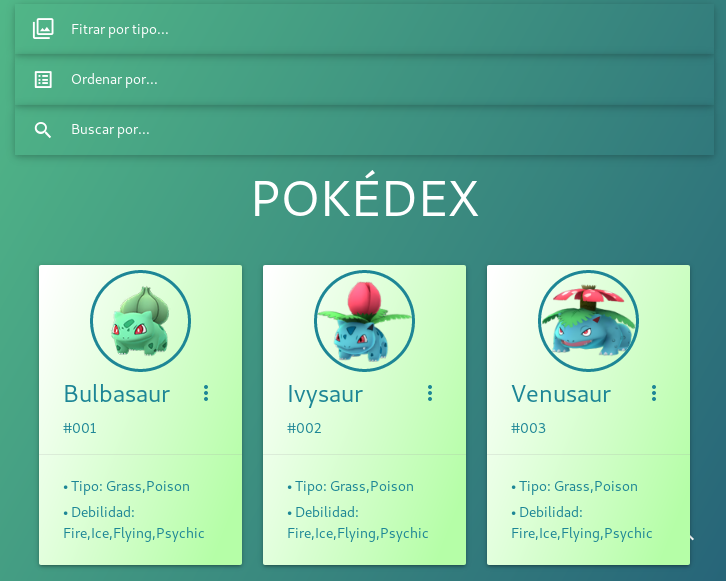 Fitrar por tipo...
Ordenar por...
Buscar por...
POKÉDEX
Bulbasaur
#001
• Tipo: Grass,Poison
• Debilidad:
Fire,Ice,Flying,Psychic
Ivysaur
#002
• Tipo: Grass,Poison
• Debilidad:
Fire,Ice,Flying,Psychic
Venusaur
#003
• Tipo: Grass,Poison
• Debilidad:
Fire,Ice,Flying,Psychic